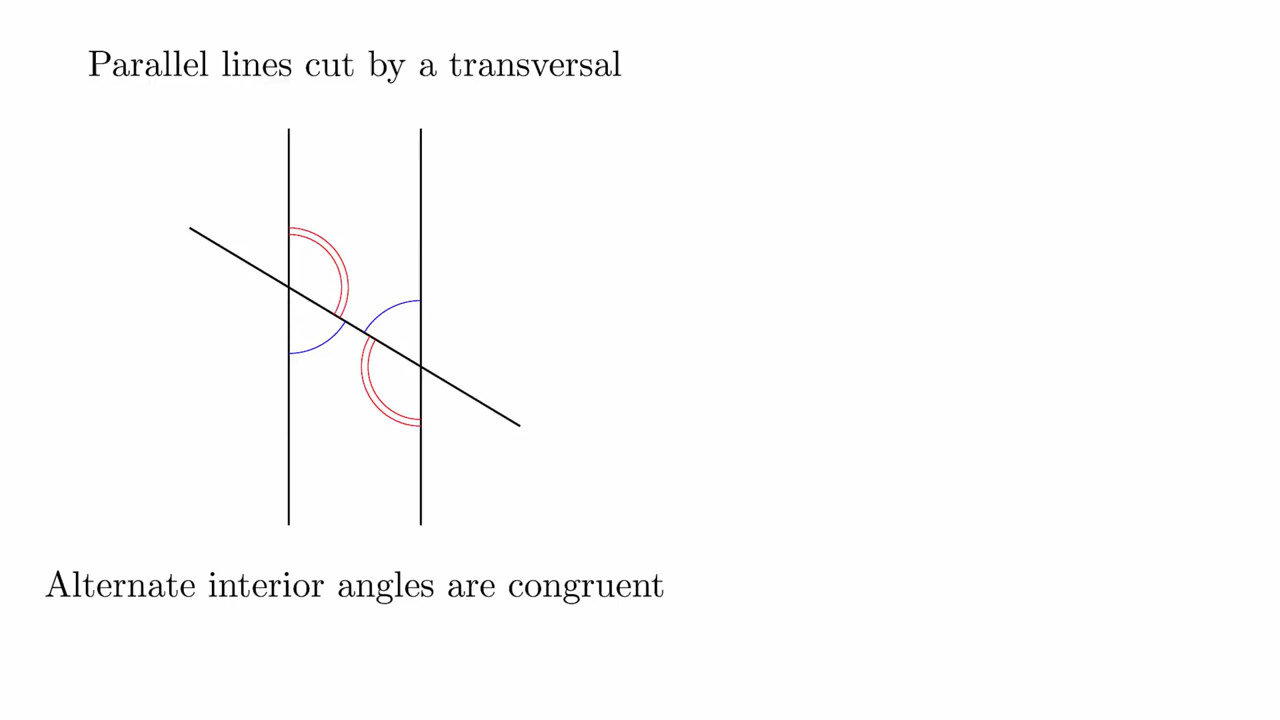 Parallel lines cut by a transversal
Alternate interior angles are congruent